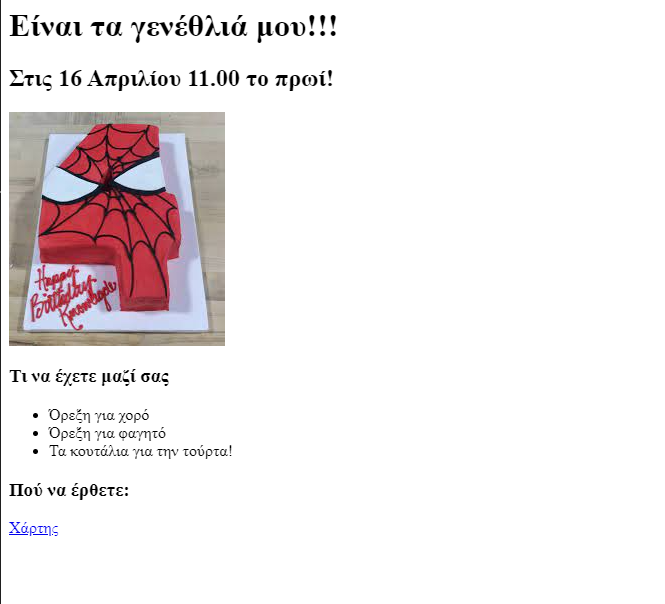 Είναι τα γενέθλιά μου!!!
Στις 16 Απριλίου 11.00 το πρωί!
Happy
Birthday
Τι να έχετε μαζί σας
Όρεξη για χορό
Όρεξη για φαγητό
Τα κουτάλια για την τούρτα!
Πού να έρθετε:
Χάρτης